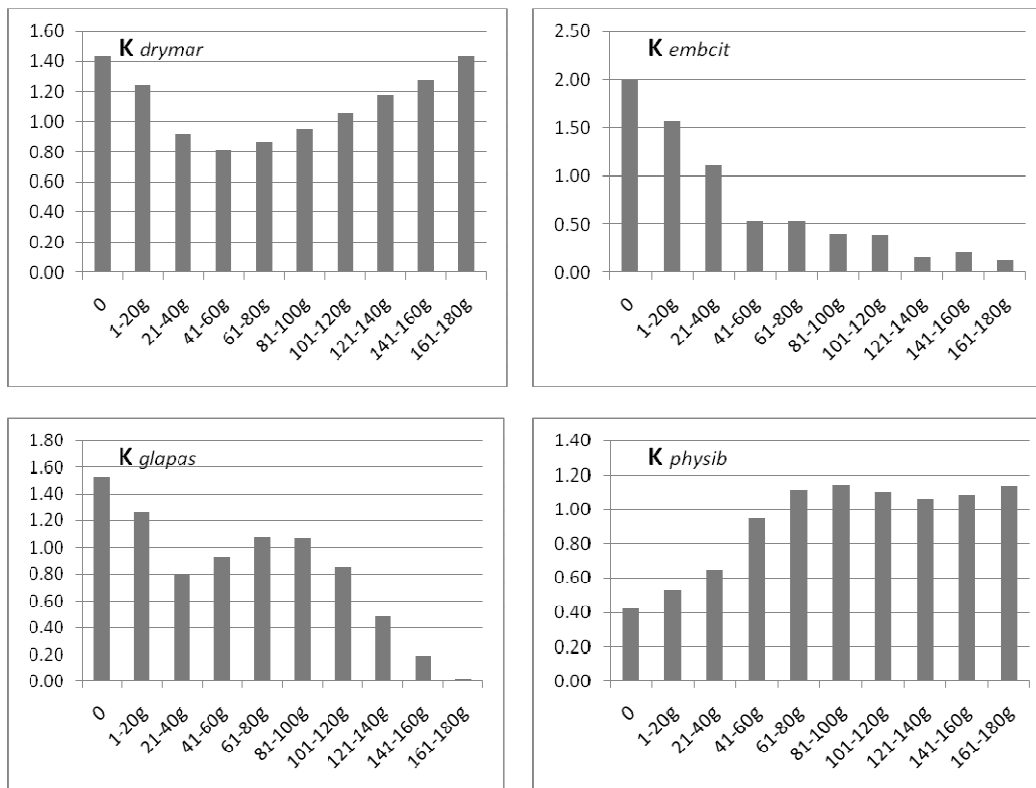 K drymar
1.60
1.40
1.20
1.00
0.80
0.60
0.40
0.20
0.00
0
1-20g
21-40g
41-60g
61-80g
81-100g
101-120g
121-140g
141-160g
161-180g
K embcit
2.50
2.00
1.50
1.00
0.50
0.00
0
1-20g
21-40g
41-60g
61-80g
81-100g
101-120g
121-140g
141-160g
161-180g
K glapas
1.80
1.60
1.40
1.20
1.00
0.80
0.60
0.40
0.20
0.00
0
1-20g
21-40g
41-60g
61-80g
81-100g
101-120g
121-140g
141-160g
161-180g
K physib
1.40
1.20
1.00
0.80
0.60
0.40
0.20
0.00
0
1-20g
21-40g
41-60g
61-80g
81-100g
101-120g
121-140g
141-160g
161-180g